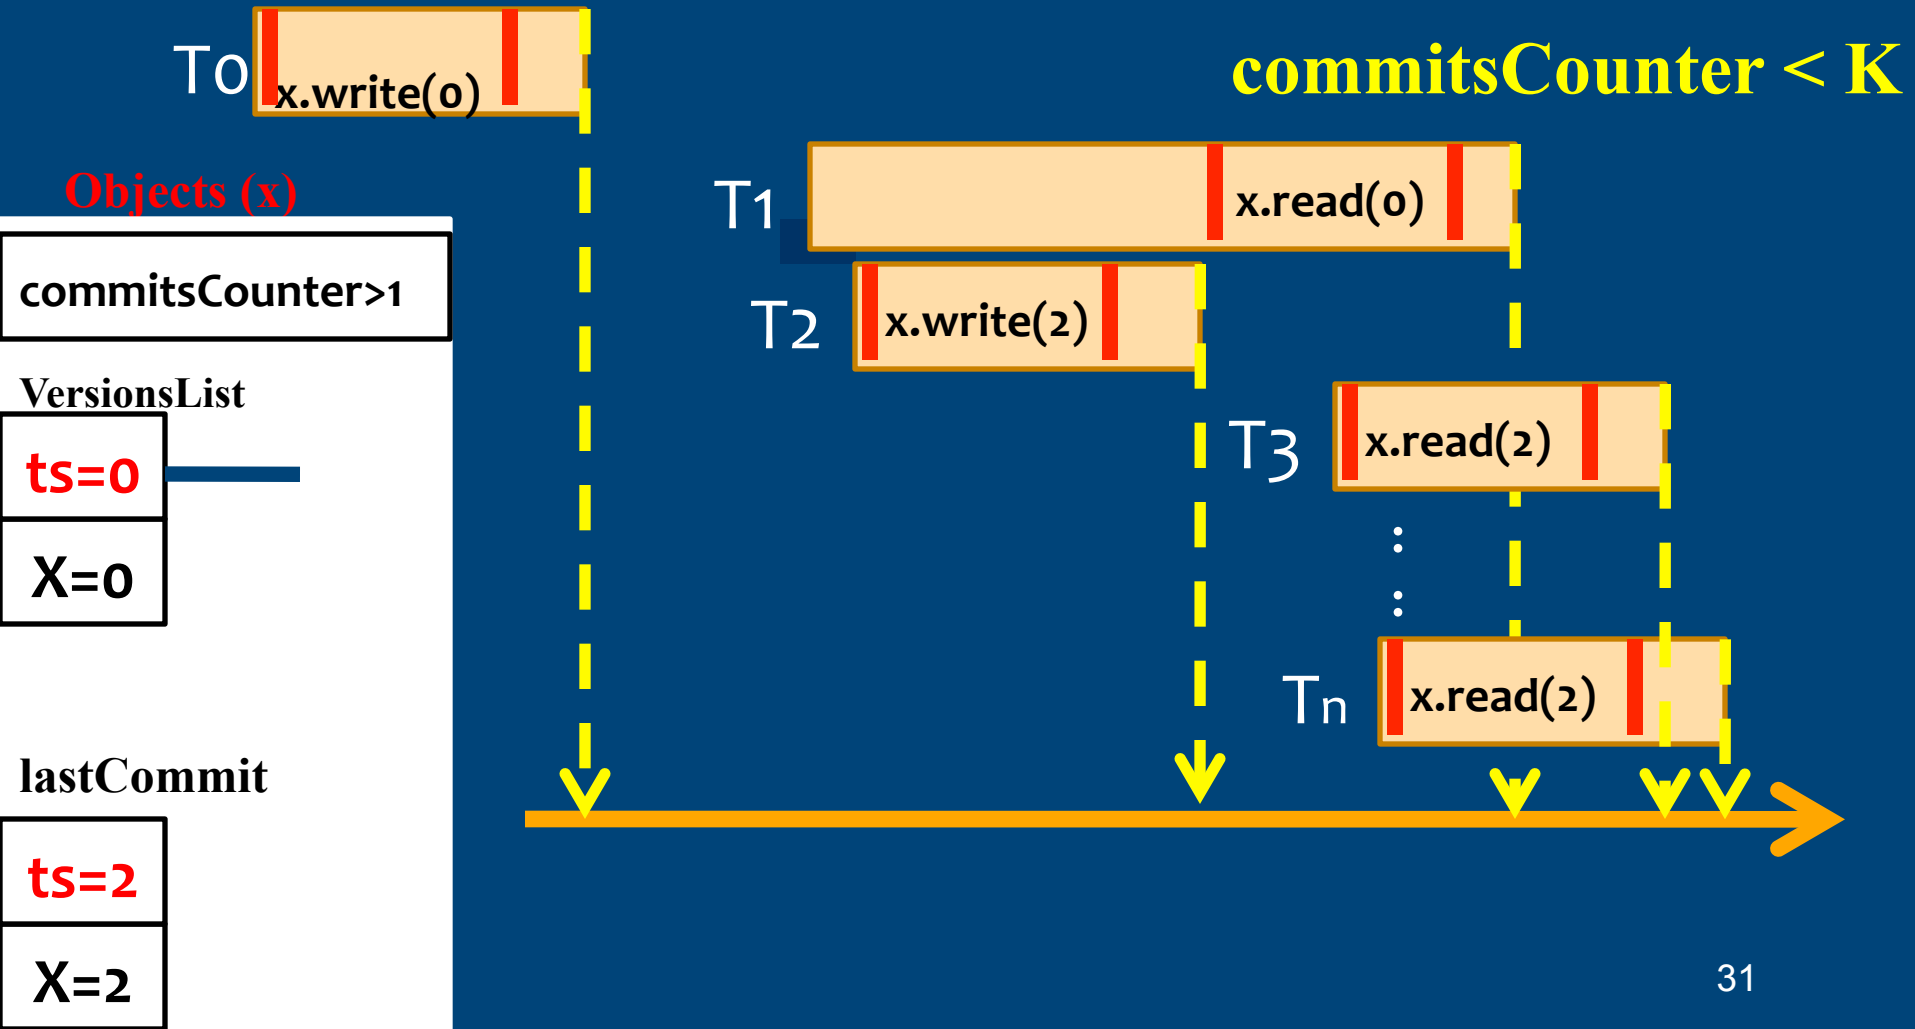 To
x.write(0)
commitsCounter < K
Objects (x)
commitsCounter>1
VersionsList
ts=0
X=0
lastCommit
ts=2
X=2
T1
x.read(0)
T2
x.write(2)
T3
x.read(2)
:
:
Tn
x.read(2)
31